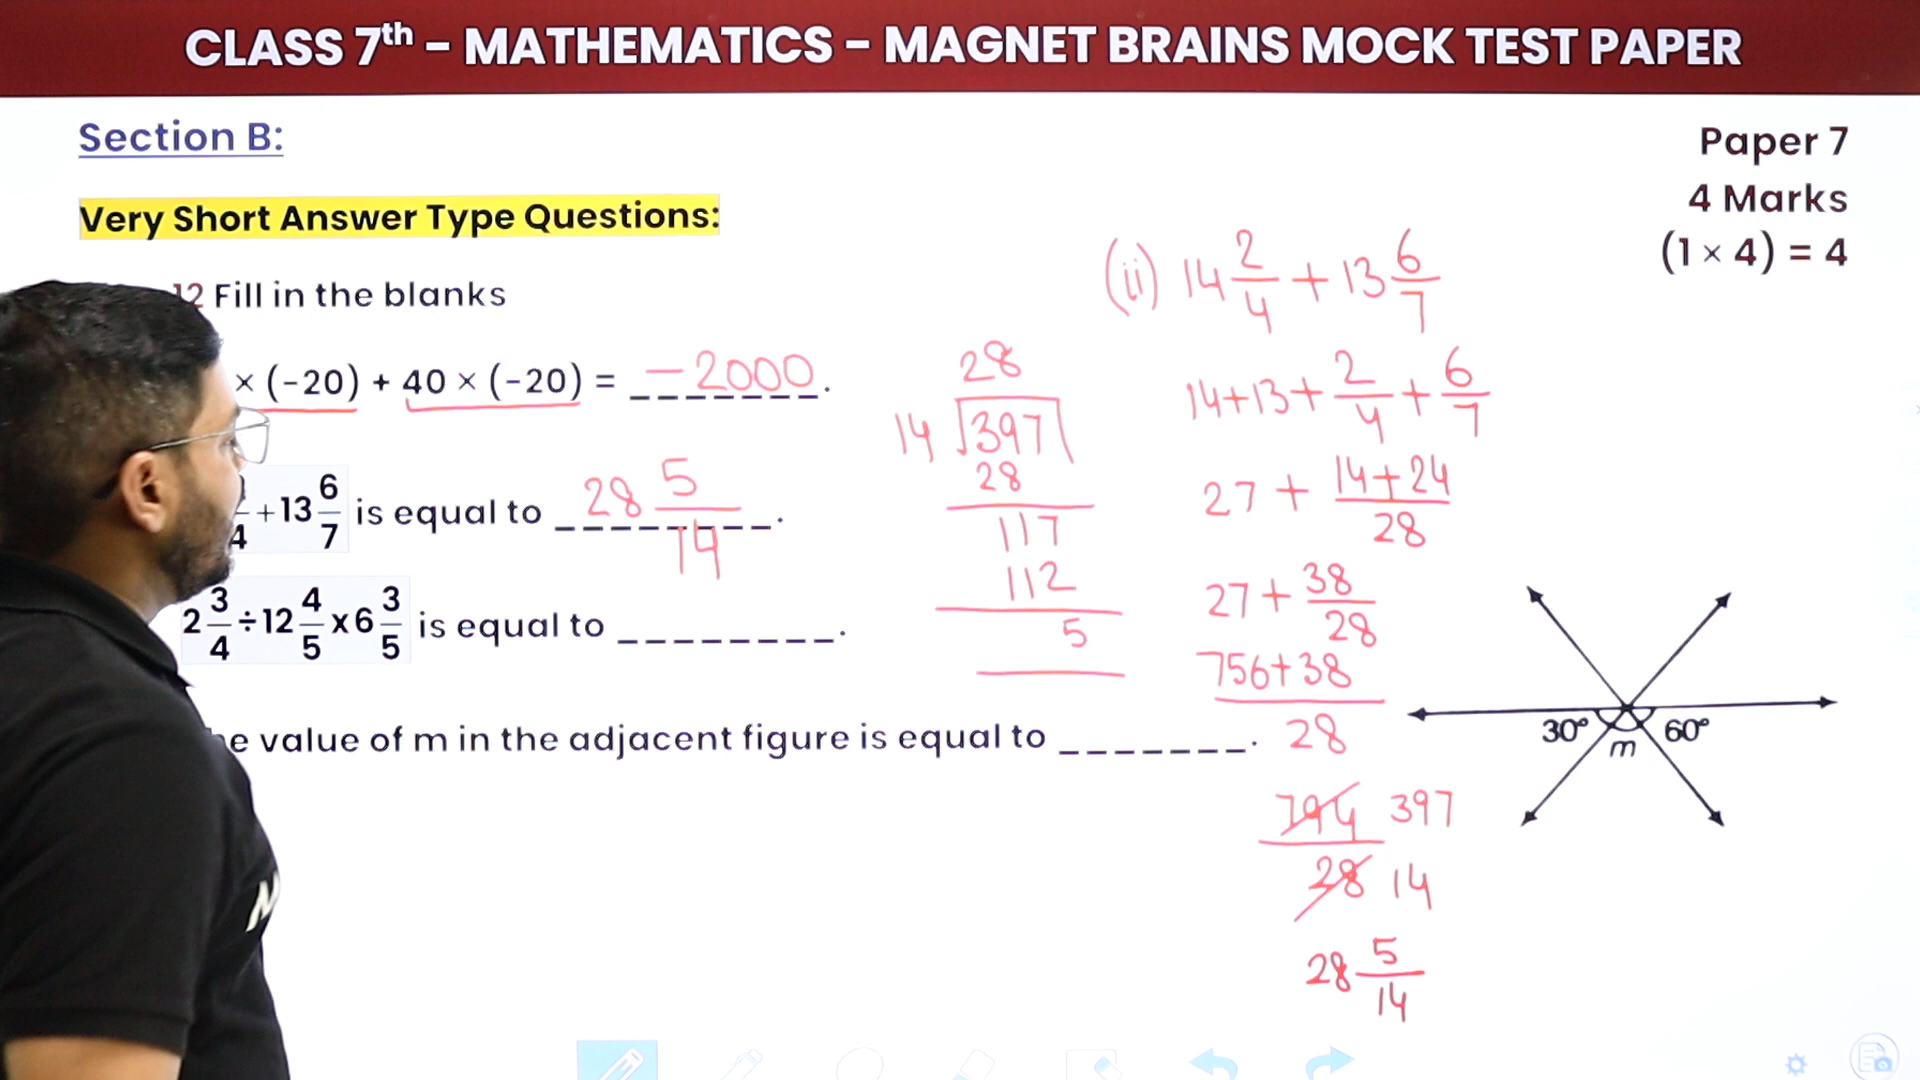 CLASS 7th – MATHEMATICS – MAGNET BRAINS MOCK TEST PAPER
Section B:
Paper 7
4 Marks
(1 × 4) = 4
Very Short Answer Type Questions:
12 Fill in the blanks
× (-20) + 40 × (-20) = -2000.
4 +13 6/7 is equal to 28 5/14.
2 3/4 ÷ 12 4/5 x 6 3/5 is equal to ________.
e value of m in the adjacent figure is equal to _______.
28
14 397
28
117
112
5
(ii) 14 2/4 + 13 6/7
14+13+ 2/4 + 6/7
27 + 14+24/28
27 + 38/28
756+38/28
794/28 397/14
28 5/14
30° m 60°